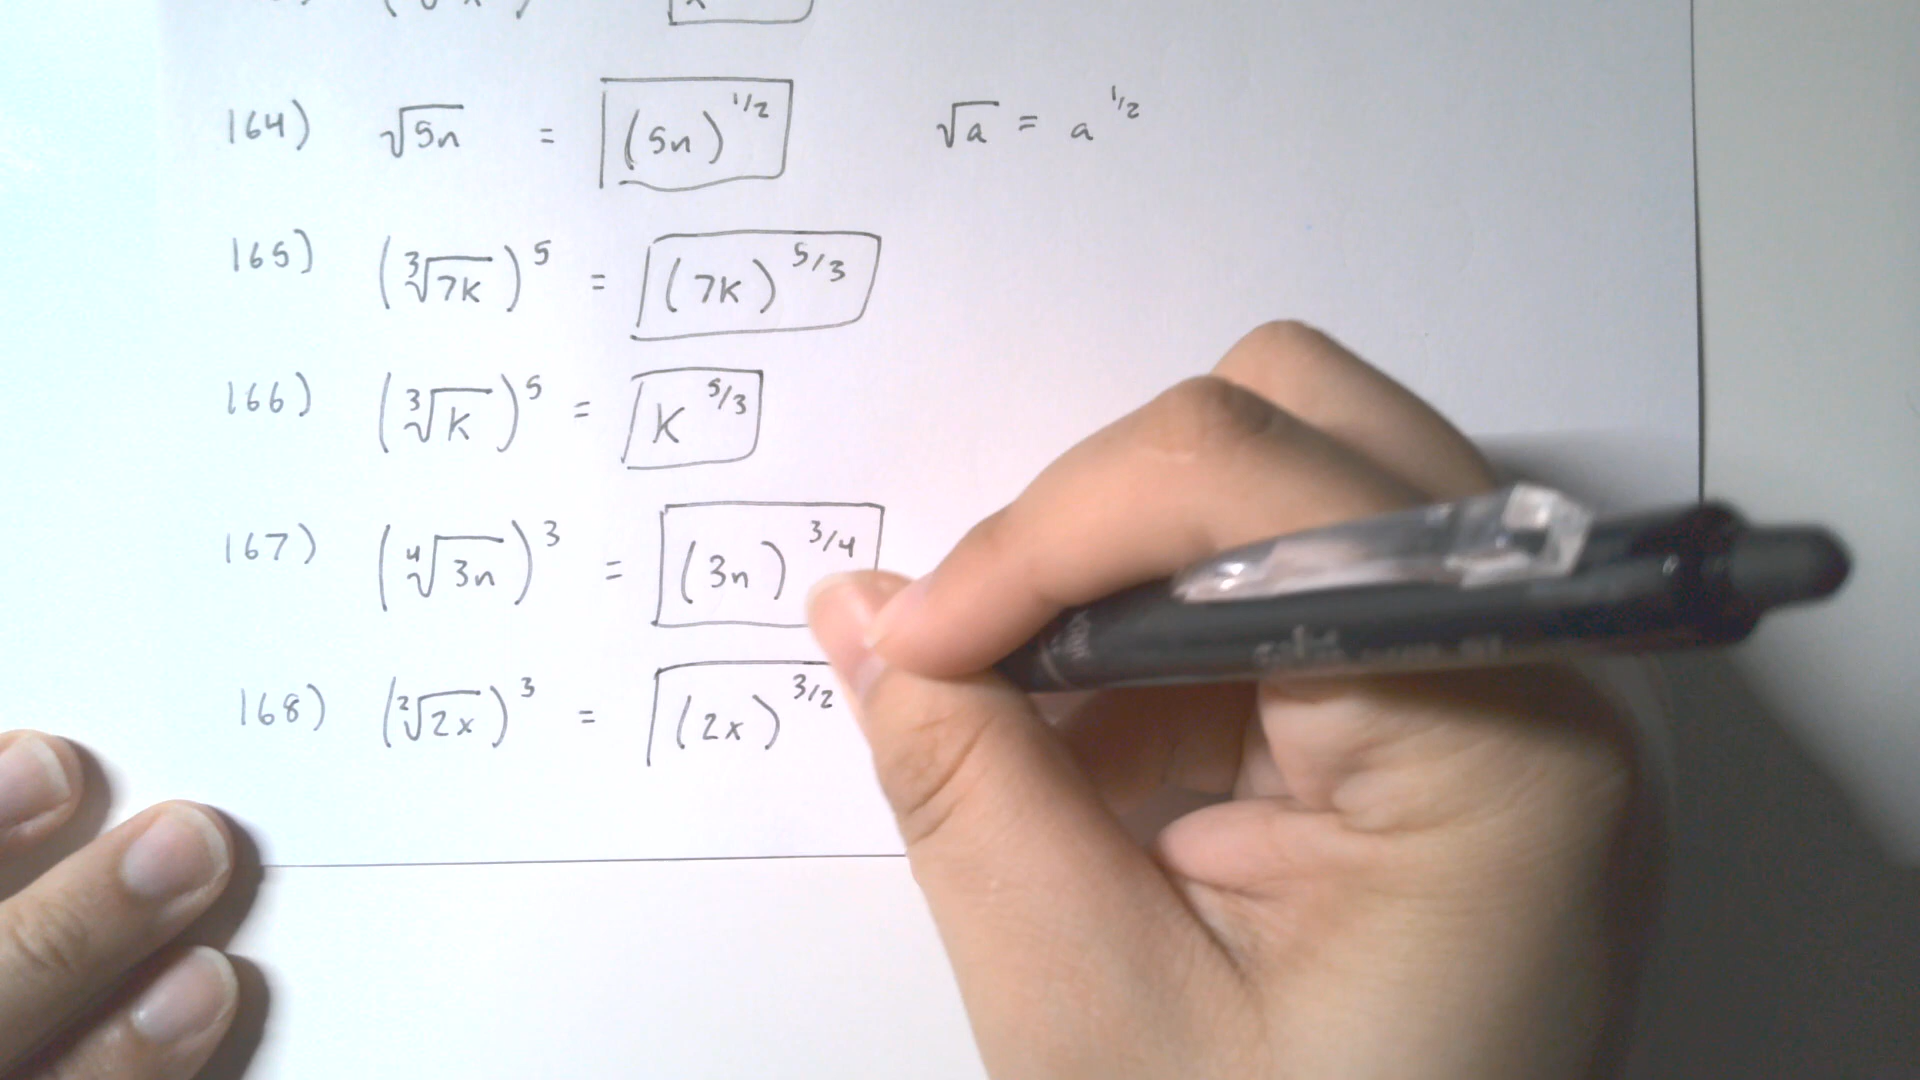 164) √5n = (5n)^1/2 √a = a^1/2
165) (∛7k)^5 = (7k)^5/3
166) (∛k)^5 = k^5/3
167) (∜3n)^3 = (3n)^3/4
168) (²√2x)^3 = (2x)^3/2